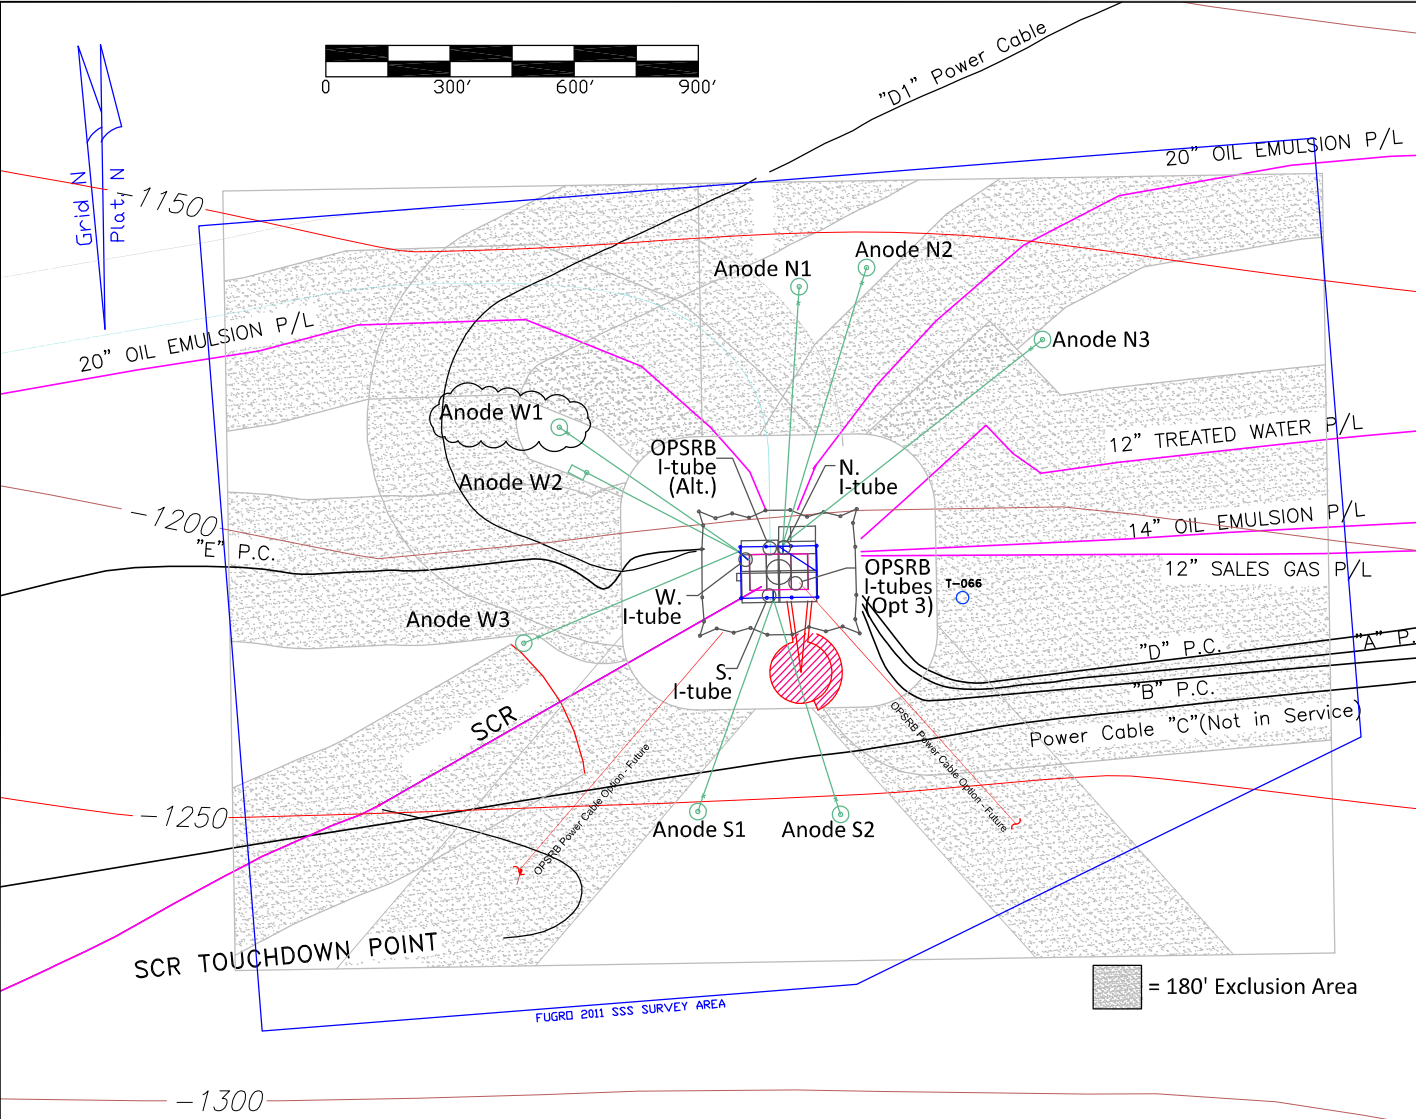 0 300' 600' 900'
"D1" Power Cable
20" OIL EMULSION P/L
Grid N
Plat N
-1150
Anode N1
Anode N2
Anode N3
20" OIL EMULSION P/L
Anode W1
Anode W2
12" TREATED WATER P/L
OPSRB
I-tube
(Alt.)
N.
I-tube
-1200
14" OIL EMULSION P/L
"E" P.C.
12" SALES GAS P/L
OPSRB
I-tubes
(Opt 3)
T-066
W.
I-tube
Anode W3
"D" P.C.
"A" P.
S.
I-tube
"B" P.C.
SCR
Power Cable "C"(Not in Service)
OPSRB Power Cable Option - Future
OPSRB Power Cable Option - Future
-1250
Anode S1
Anode S2
SCR TOUCHDOWN POINT
= 180' Exclusion Area
FUGRO 2011 SSS SURVEY AREA
-1300